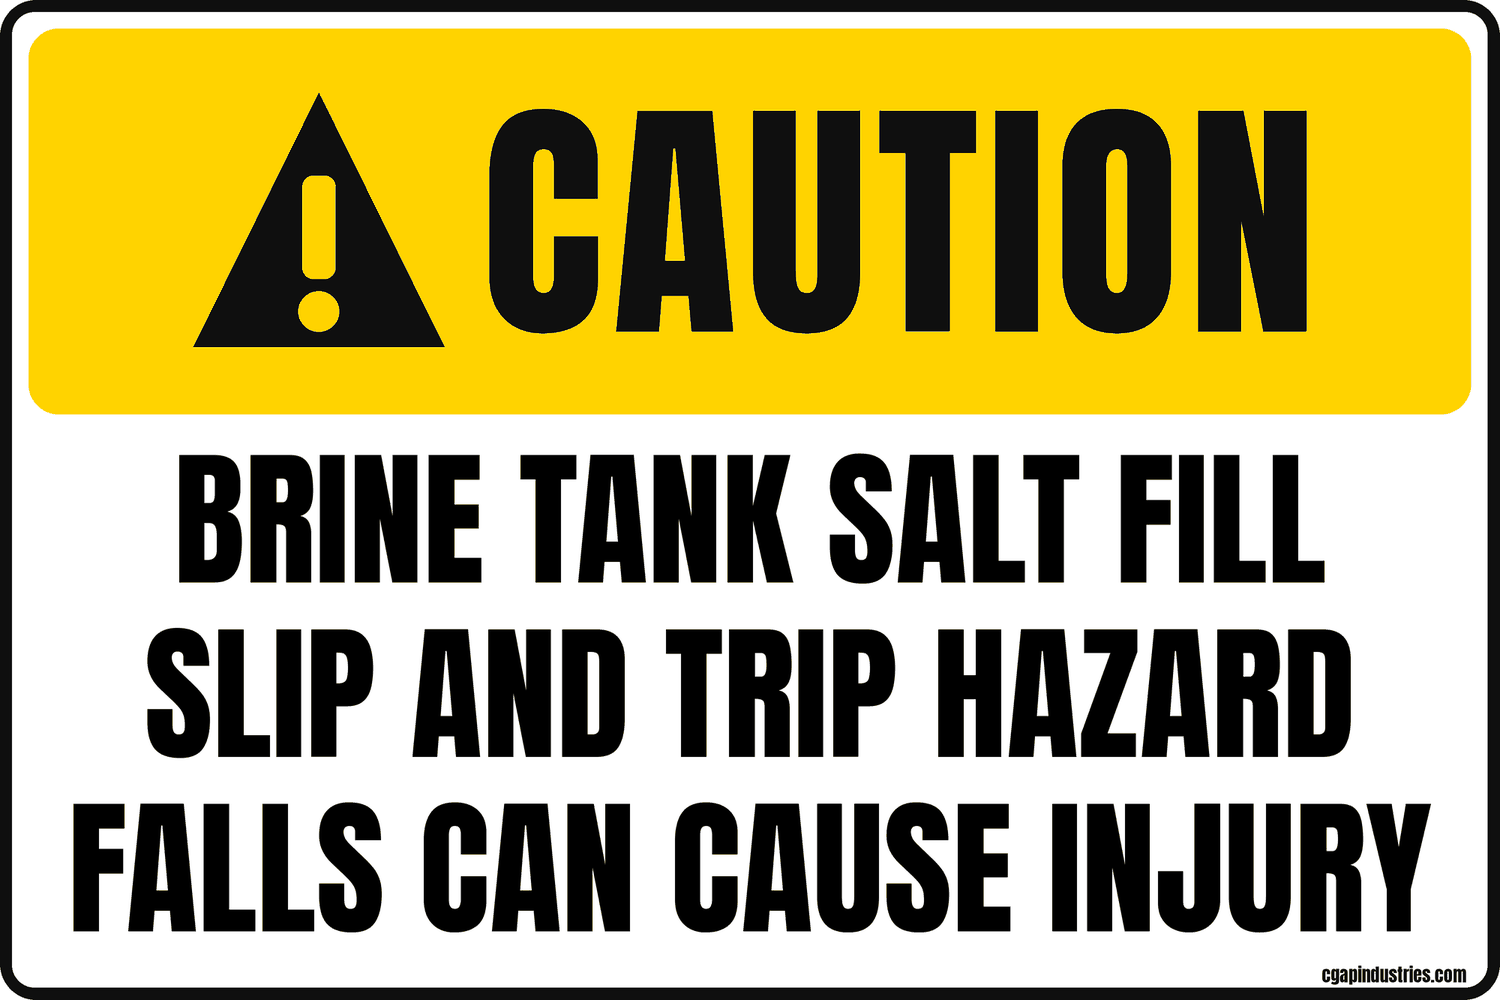 CAUTION
BRINE TANK SALT FILL
SLIP AND TRIP HAZARD
FALLS CAN CAUSE INJURY
cgapindustries.com